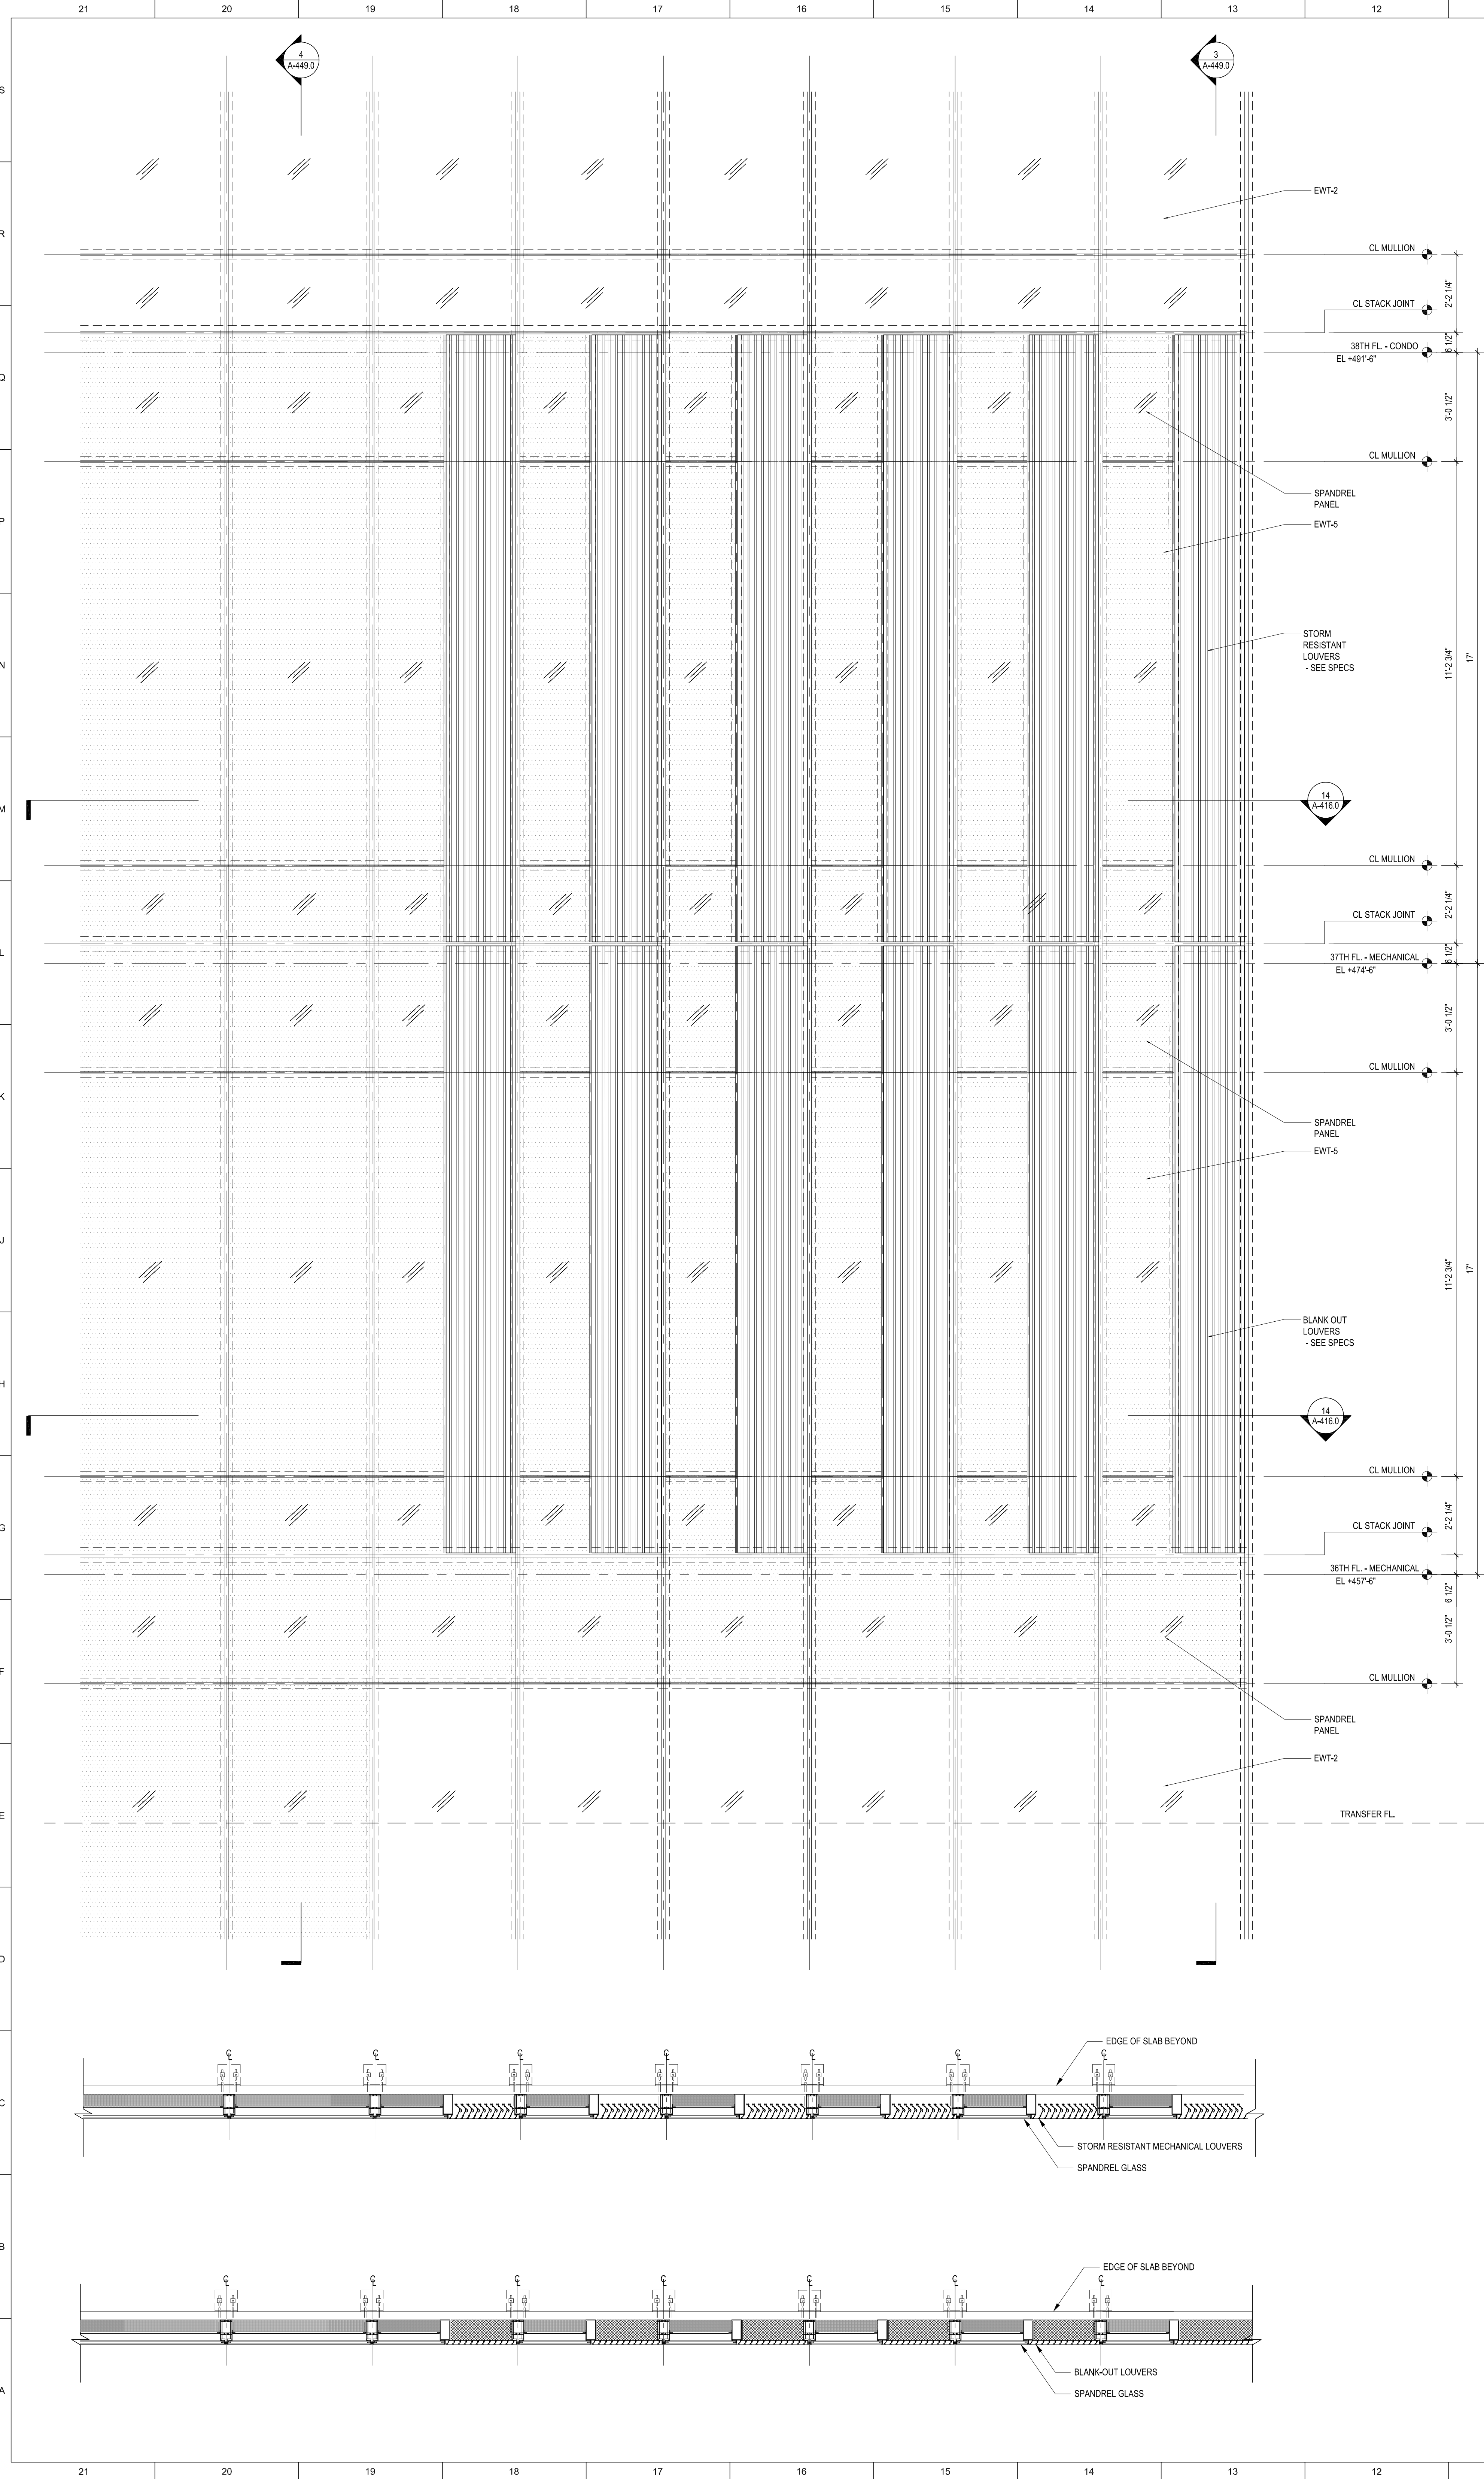 21 20 19 18 17 16 15 14 13 12
4
A-449.0
3
A-449.0
S
EWT-2
R
CL MULLION
2'-2 1/4"
CL STACK JOINT
6 1/2"
38TH FL. - CONDO
EL +491'-6"
Q
3'-0 1/2"
CL MULLION
SPANDREL
PANEL
P
EWT-5
STORM
RESISTANT
LOUVERS
- SEE SPECS
N
11'-2 3/4"
17'
14
A-416.0
M
CL MULLION
2'-2 1/4"
CL STACK JOINT
L
6 1/2"
37TH FL. - MECHANICAL
EL +474'-6"
3'-0 1/2"
CL MULLION
K
SPANDREL
PANEL
EWT-5
J
11'-2 3/4"
17'
BLANK OUT
LOUVERS
- SEE SPECS
H
14
A-416.0
CL MULLION
2'-2 1/4"
G
CL STACK JOINT
36TH FL. - MECHANICAL
EL +457'-6"
6 1/2"
3'-0 1/2"
F
CL MULLION
SPANDREL
PANEL
EWT-2
E
TRANSFER FL.
D
EDGE OF SLAB BEYOND
C
STORM RESISTANT MECHANICAL LOUVERS
SPANDREL GLASS
B
EDGE OF SLAB BEYOND
BLANK-OUT LOUVERS
A
SPANDREL GLASS
21 20 19 18 17 16 15 14 13 12